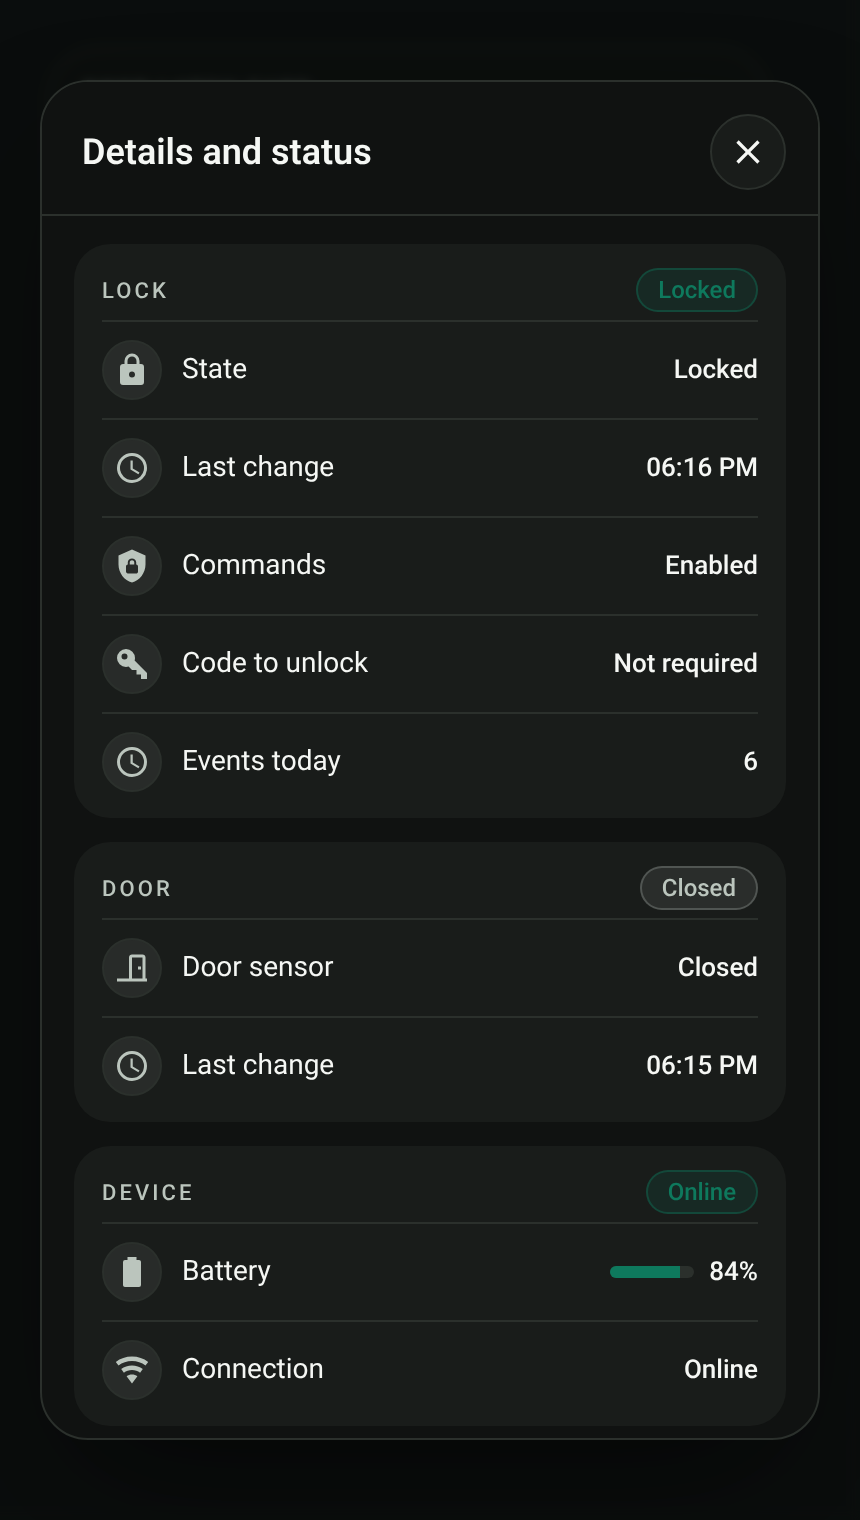 Details and status
LOCK Locked
State Locked
Last change 06:16 PM
Commands Enabled
Code to unlock Not required
Events today 6
DOOR Closed
Door sensor Closed
Last change 06:15 PM
DEVICE Online
Battery 84%
Connection Online